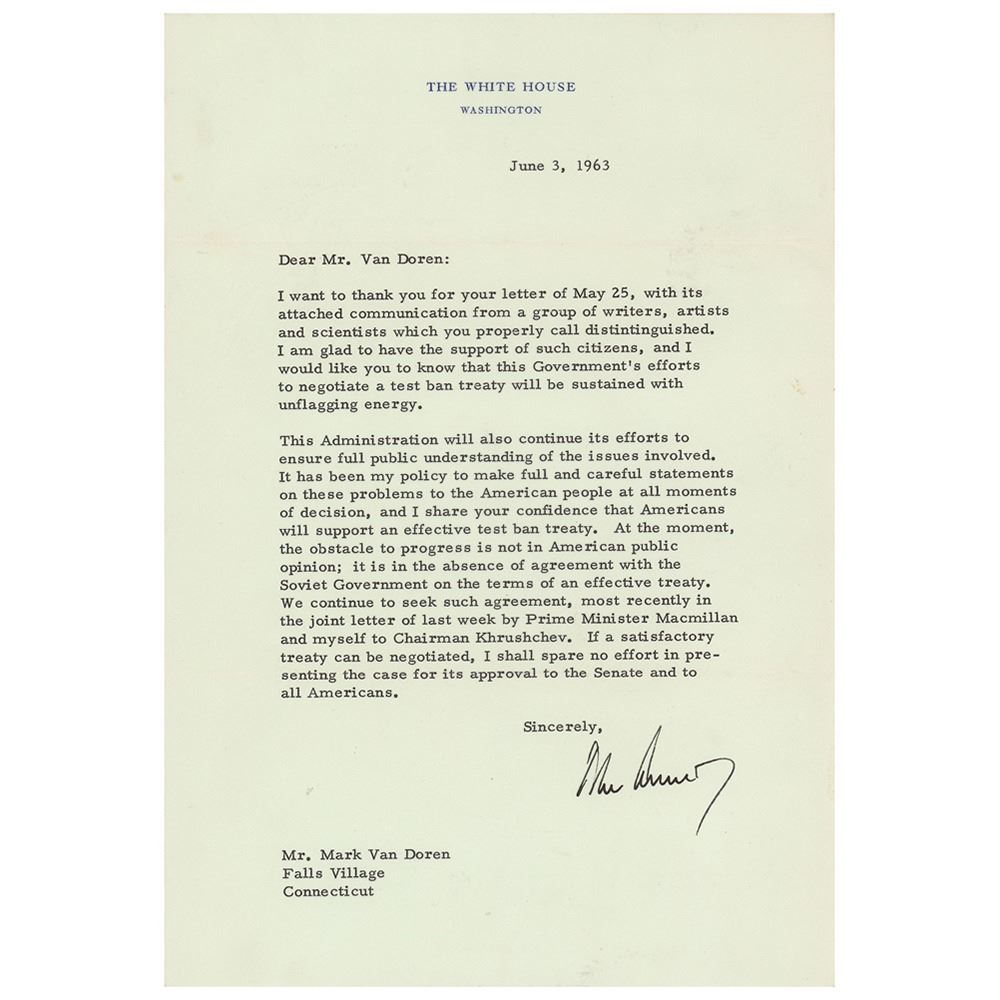 THE WHITE HOUSE
WASHINGTON
June 3, 1963
Dear Mr. Van Doren:
I want to thank you for your letter of May 25, with its
attached communication from a group of writers, artists
and scientists which you properly call distintinguished.
I am glad to have the support of such citizens, and I
would like you to know that this Government's efforts
to negotiate a test ban treaty will be sustained with
unflagging energy.
This Administration will also continue its efforts to
ensure full public understanding of the issues involved.
It has been my policy to make full and careful statements
on these problems to the American people at all moments
of decision, and I share your confidence that Americans
will support an effective test ban treaty. At the moment,
the obstacle to progress is not in American public
opinion; it is in the absence of agreement with the
Soviet Government on the terms of an effective treaty.
We continue to seek such agreement, most recently in
the joint letter of last week by Prime Minister Macmillan
and myself to Chairman Khrushchev. If a satisfactory
treaty can be negotiated, I shall spare no effort in pre-
senting the case for its approval to the Senate and to
all Americans.
Sincerely,
Mr. Mark Van Doren
Falls Village
Connecticut